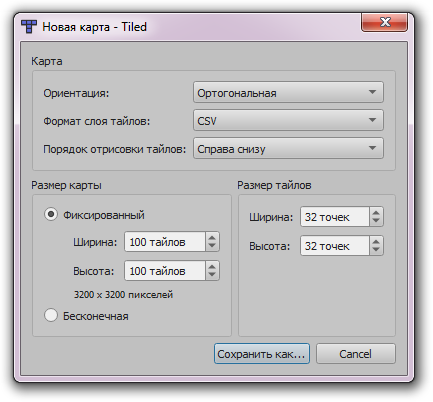 Новая карта - Tiled
Карта
Ориентация: Ортогональная
Формат слоя тайлов: CSV
Порядок отрисовки тайлов: Справа снизу
Размер карты
Фиксированный
Ширина: 100 тайлов
Высота: 100 тайлов
3200 x 3200 пикселей
Бесконечная
Размер тайлов
Ширина: 32 точек
Высота: 32 точек
Сохранить как...
Cancel